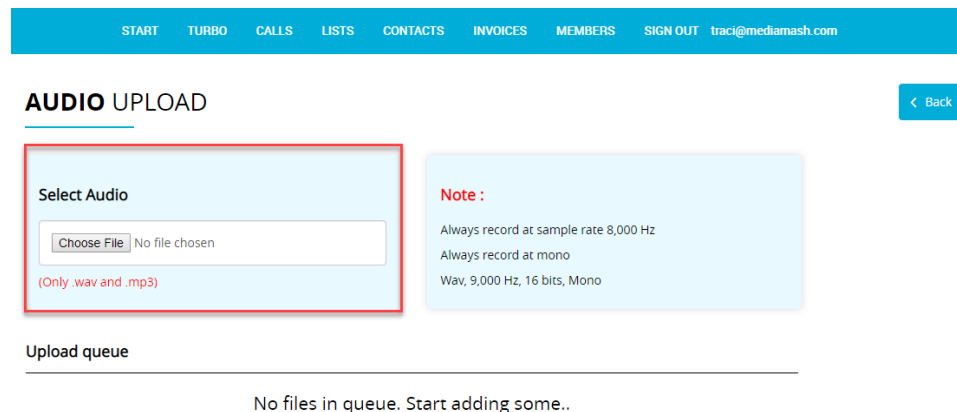 START TURBO CALLS LISTS CONTACTS INVOICES MEMBERS SIGN OUT traci@mediamash.com
AUDIO UPLOAD
< Back
Select Audio
Choose File No file chosen
(Only .wav and .mp3)
Note :
Always record at sample rate 8,000 Hz
Always record at mono
Wav, 9,000 Hz, 16 bits, Mono
Upload queue
No files in queue. Start adding some..